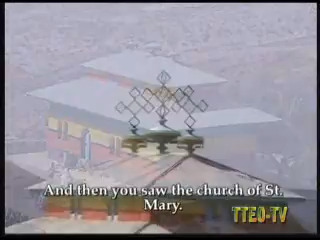 And then you saw the church of St.
Mary.
TTEO-TV